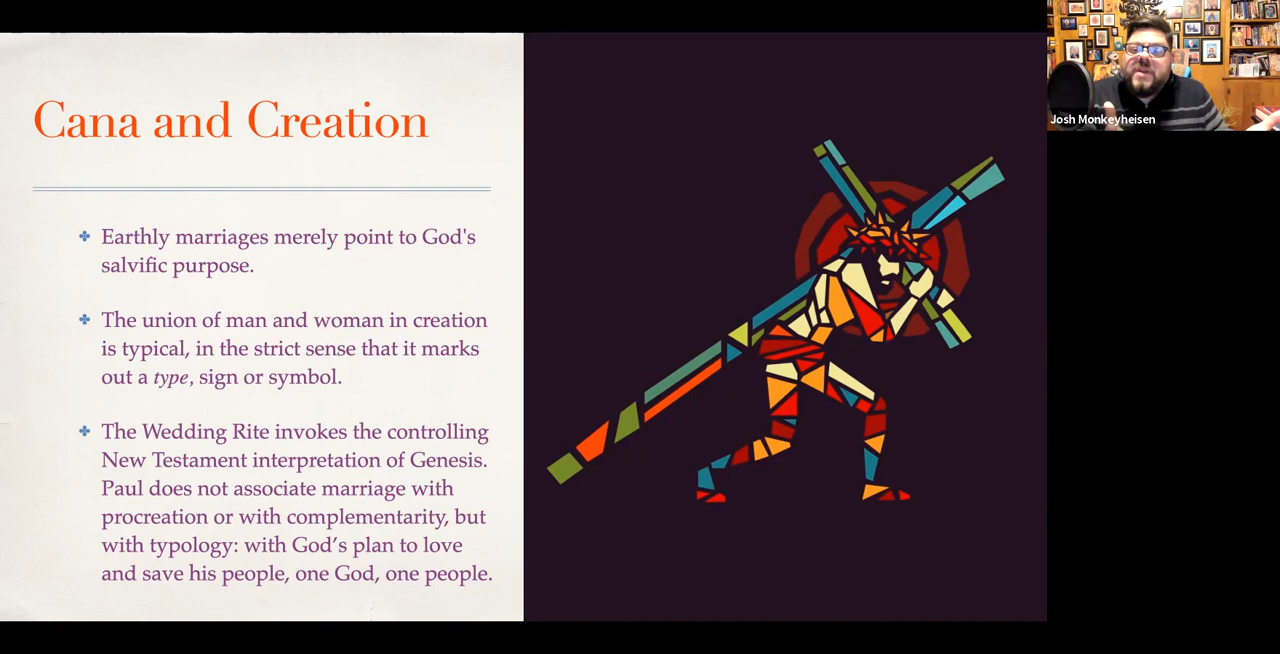 Cana and Creation
Earthly marriages merely point to God's
salvific purpose.
The union of man and woman in creation
is typical, in the strict sense that it marks
out a type, sign or symbol.
The Wedding Rite invokes the controlling
New Testament interpretation of Genesis.
Paul does not associate marriage with
procreation or with complementarity, but
with typology: with God’s plan to love
and save his people, one God, one people.
Josh Monkeyheisen